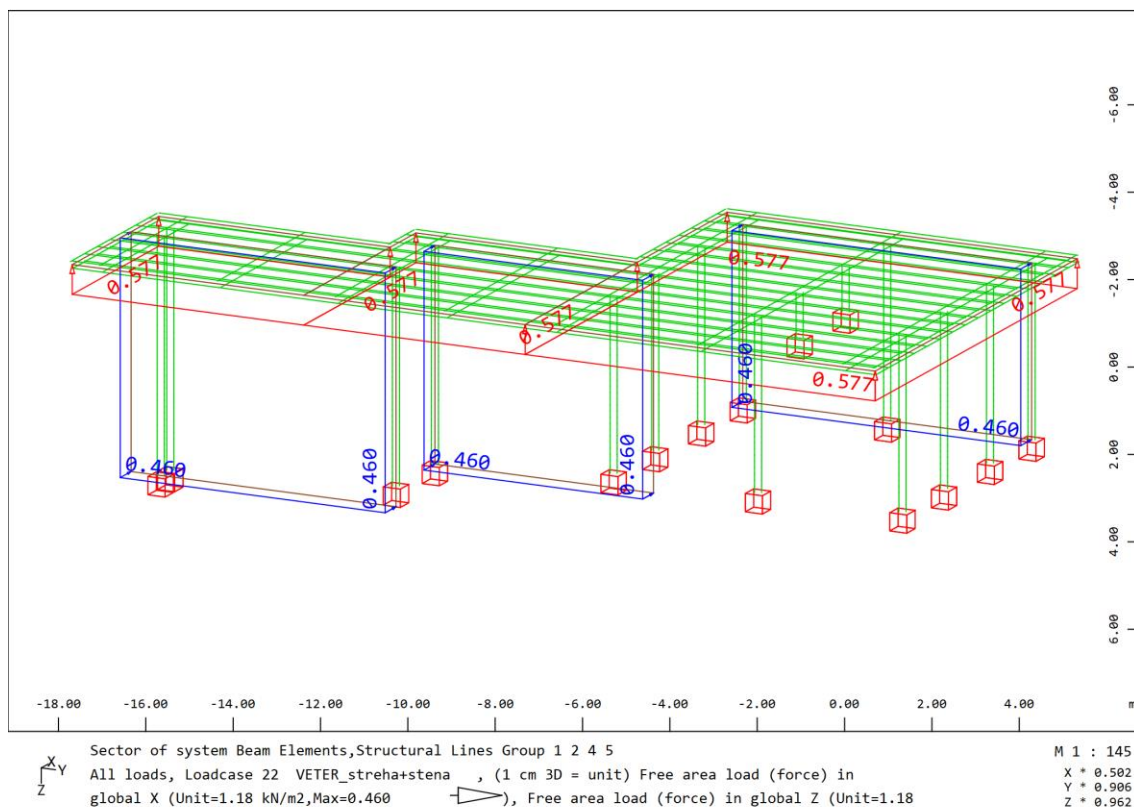 -6.00
-4.00
-2.00
0.00
2.00
4.00
6.00
0.577
0.577
0.577
0.577
0.577
0.577
0.460
0.460
0.460
0.460
0.460
0.460
-18.00 -16.00 -14.00 -12.00 -10.00 -8.00 -6.00 -4.00 -2.00 0.00 2.00 4.00 m
X Y Z
Sector of system Beam Elements,Structural Lines Group 1 2 4 5
All loads, Loadcase 22 VETER_streha+stena , (1 cm 3D = unit) Free area load (force) in
global X (Unit=1.18 kN/m2,Max=0.460 ), Free area load (force) in global Z (Unit=1.18
M 1 : 145
X * 0.502
Y * 0.906
Z * 0.962